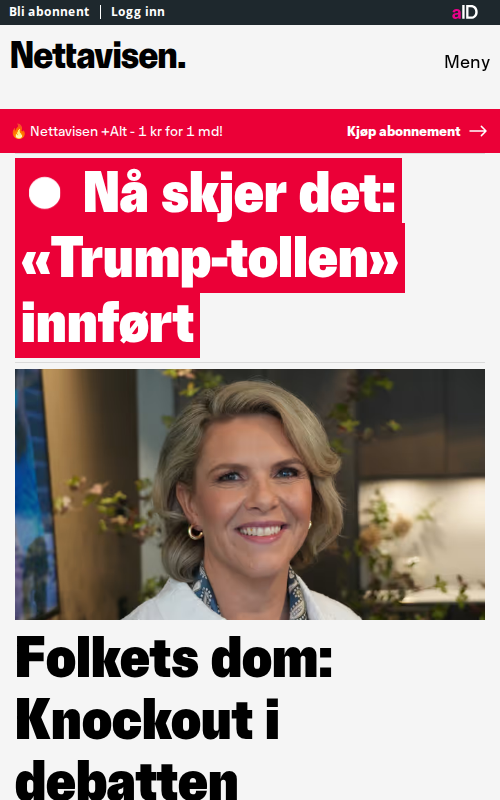 Bli abonnent | Logg inn
aID
Nettavisen.
Meny
🔥 Nettavisen +Alt - 1 kr for 1 md!
Kjøp abonnement →
Nå skjer det:
«Trump-tollen»
innført
Folkets dom:
Knockout i
debatten